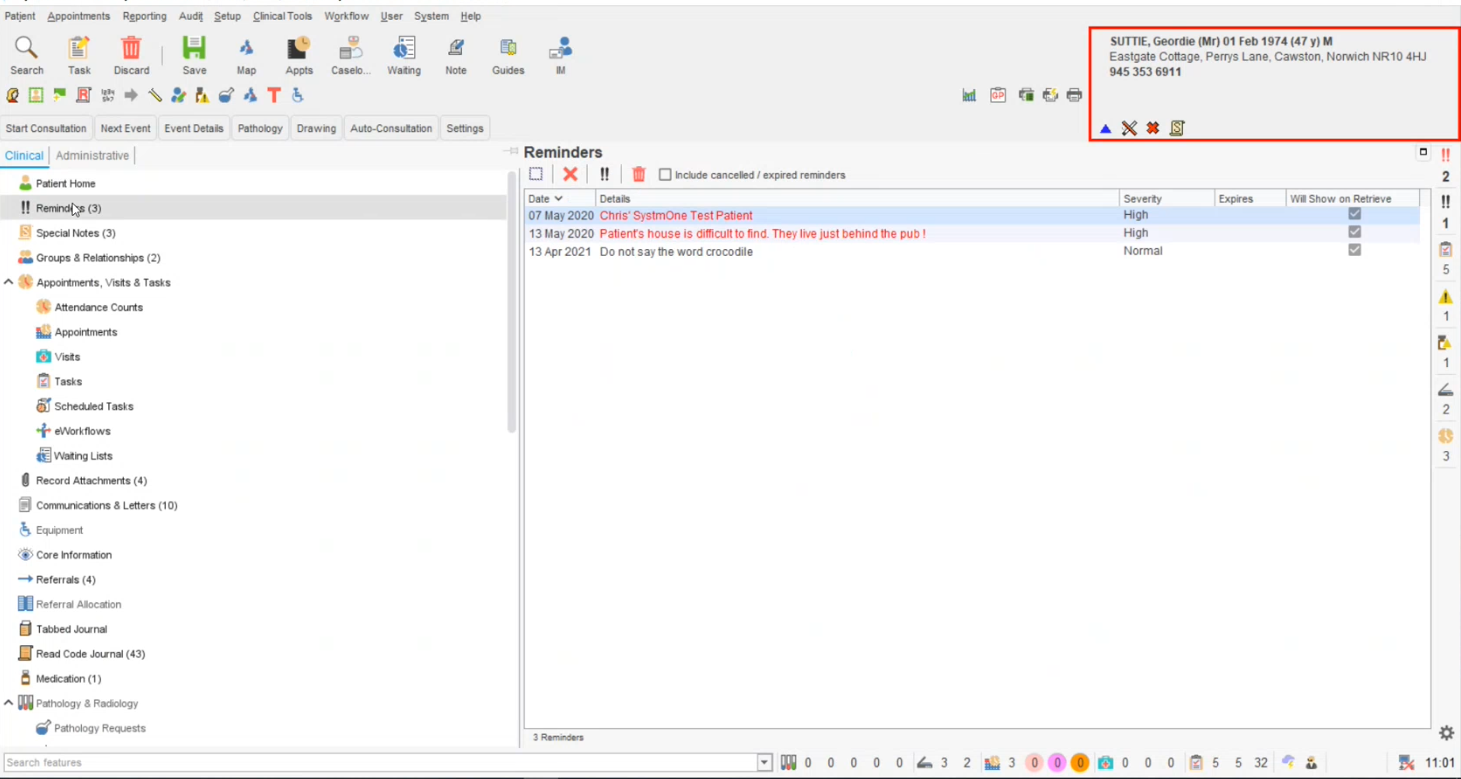 Patient Appointments Reporting Audit Setup Clinical Tools Workflow User System Help
Search Task Discard Save Map Appts Caselo... Waiting Note Guides IM
SUTTIE, Geordie (Mr) 01 Feb 1974 (47 y) M
Eastgate Cottage, Perrys Lane, Cawston, Norwich NR10 4HJ
945 353 6911
Start Consultation Next Event Event Details Pathology Drawing Auto-Consultation Settings
Clinical Administrative
Patient Home
Reminders (3)
Special Notes (3)
Groups & Relationships (2)
Appointments, Visits & Tasks
Attendance Counts
Appointments
Visits
Tasks
Scheduled Tasks
eWorkflows
Waiting Lists
Record Attachments (4)
Communications & Letters (10)
Equipment
Core Information
Referrals (4)
Referral Allocation
Tabbed Journal
Read Code Journal (43)
Medication (1)
Pathology & Radiology
Pathology Requests
Reminders
Include cancelled / expired reminders
Date Details Severity Expires Will Show on Retrieve
07 May 2020 Chris' SystmOne Test Patient High
13 May 2020 Patient's house is difficult to find. They live just behind the pub ! High
13 Apr 2021 Do not say the word crocodile Normal
3 Reminders
!!
2
!!
1
5
1
1
2
3
Search features
0 0 0 0 0 3 2 3 0 0 0 0 0 0 5 5 32 11:01